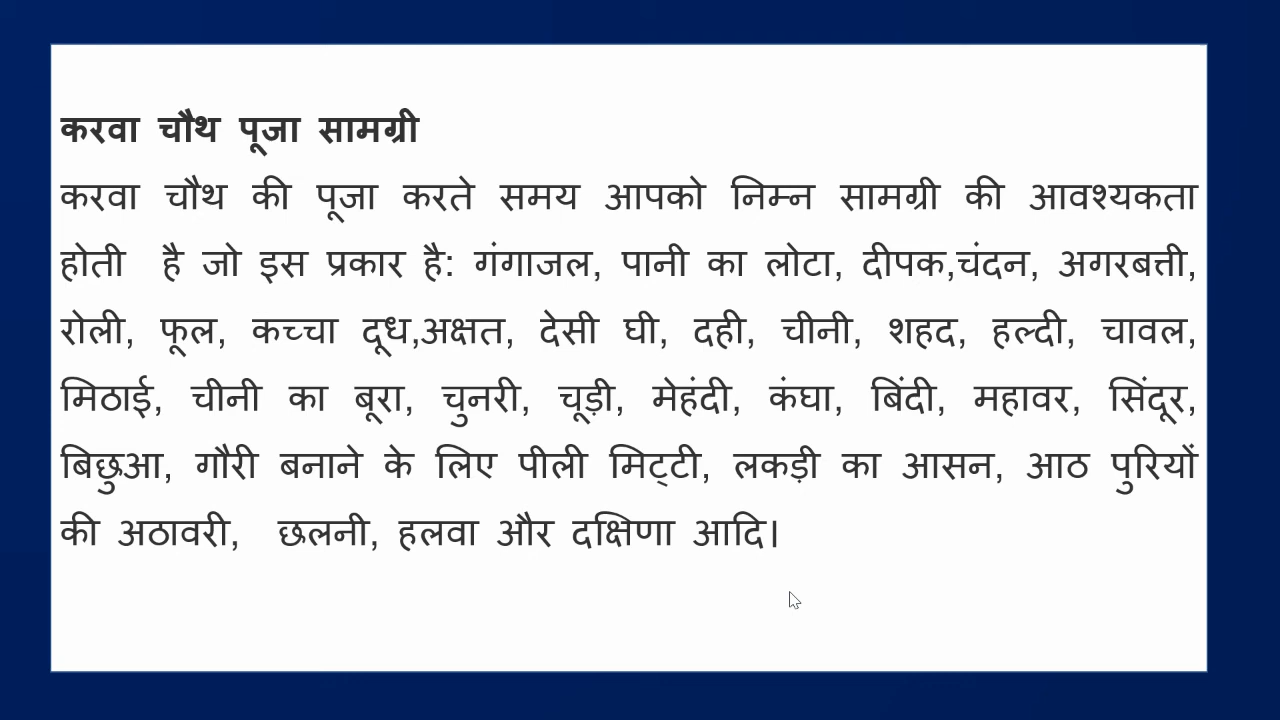 करवा चौथ पूजा सामग्री
करवा चौथ की पूजा करते समय आपको निम्न सामग्री की आवश्यकता
होती है जो इस प्रकार है: गंगाजल, पानी का लोटा, दीपक,चंदन, अगरबत्ती,
रोली, फूल, कच्चा दूध,अक्षत, देसी घी, दही, चीनी, शहद, हल्दी, चावल,
मिठाई, चीनी का बूरा, चुनरी, चूड़ी, मेहंदी, कंघा, बिंदी, महावर, सिंदूर,
बिछुआ, गौरी बनाने के लिए पीली मिट्टी, लकड़ी का आसन, आठ पुरियों
की अठावरी, छलनी, हलवा और दक्षिणा आदि।